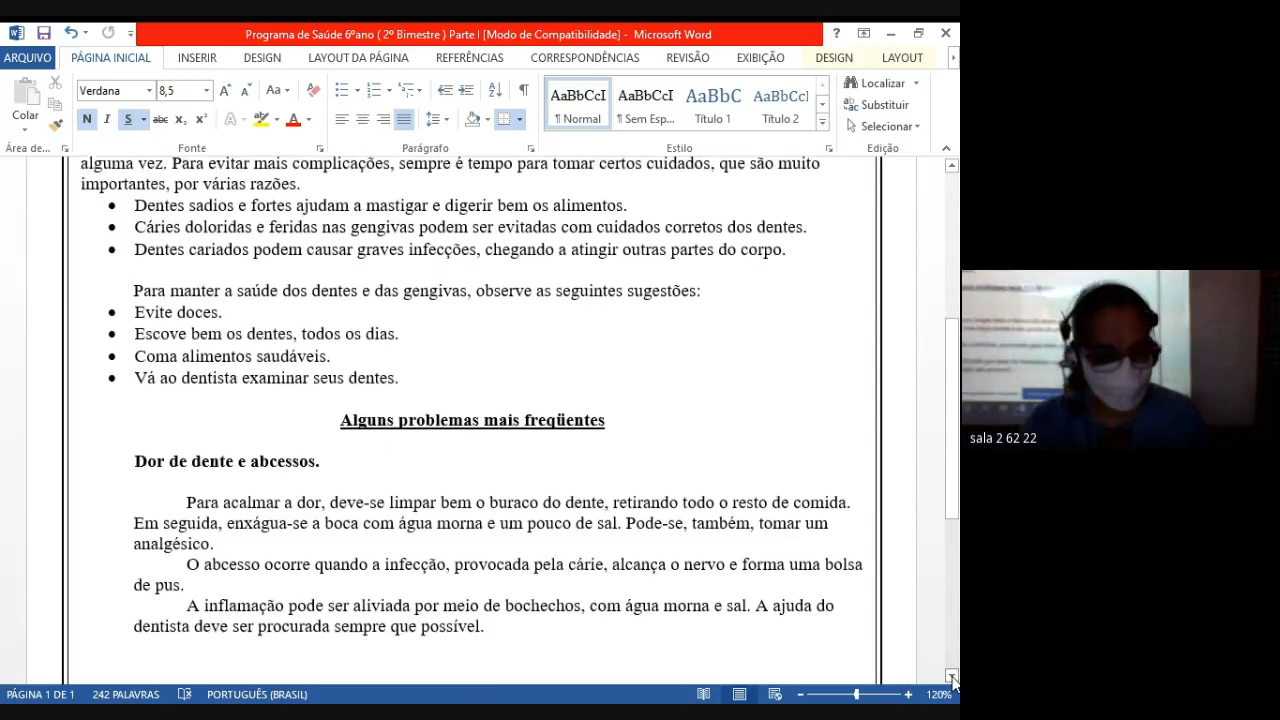 Programa de Saúde 6ºano ( 2º Bimestre ) Parte I [Modo de Compatibilidade] - Microsoft Word
ARQUIVO PÁGINA INICIAL INSERIR DESIGN LAYOUT DA PÁGINA REFERÊNCIAS CORRESPONDÊNCIAS REVISÃO EXIBIÇÃO DESIGN LAYOUT
Colar
Verdana 8,5
Aa
N I S abc x₂ x²
A A
AaBbCcI AaBbCcI AaBbC AaBbCcI
¶ Normal ¶ Sem Esp... Título 1 Título 2
Localizar
Substituir
Selecionar
Área de... Fonte Parágrafo Estilo Edição
alguma vez. Para evitar mais complicações, sempre é tempo para tomar certos cuidados, que são muito
importantes, por várias razões.
• Dentes sadios e fortes ajudam a mastigar e digerir bem os alimentos.
• Cáries doloridas e feridas nas gengivas podem ser evitadas com cuidados corretos dos dentes.
• Dentes cariados podem causar graves infecções, chegando a atingir outras partes do corpo.
Para manter a saúde dos dentes e das gengivas, observe as seguintes sugestões:
• Evite doces.
• Escove bem os dentes, todos os dias.
• Coma alimentos saudáveis.
• Vá ao dentista examinar seus dentes.
Alguns problemas mais freqüentes
Dor de dente e abcessos.
Para acalmar a dor, deve-se limpar bem o buraco do dente, retirando todo o resto de comida.
Em seguida, enxágua-se a boca com água morna e um pouco de sal. Pode-se, também, tomar um
analgésico.
O abcesso ocorre quando a infecção, provocada pela cárie, alcança o nervo e forma uma bolsa
de pus.
A inflamação pode ser aliviada por meio de bochechos, com água morna e sal. A ajuda do
dentista deve ser procurada sempre que possível.
PÁGINA 1 DE 1 242 PALAVRAS PORTUGUÊS (BRASIL) 120%
sala 2 62 22